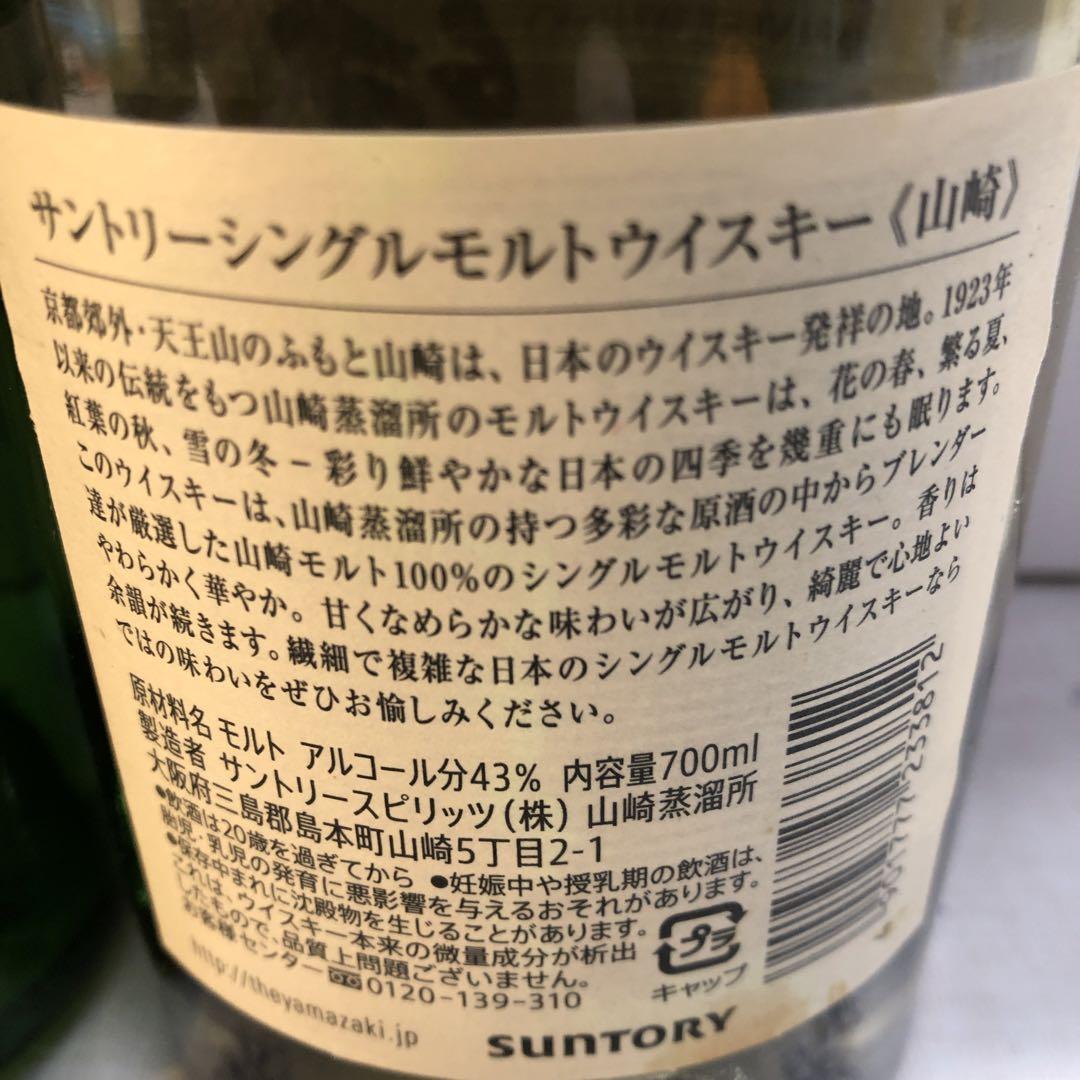 サントリーシングルモルトウイスキー《山崎》
京都郊外・天王山のふもと山崎は、日本のウイスキー発祥の地。1923年
以来の伝統をもつ山崎蒸溜所のモルトウイスキーは、花の春、繁る夏、
紅葉の秋、雪の冬－彩り鮮やかな日本の四季を幾重にも眠ります。
このウイスキーは、山崎蒸溜所の持つ多彩な原酒の中からブレンダー
達が厳選した山崎モルト100%のシングルモルトウイスキー。香りは
やわらかく華やか。甘くなめらかな味わいが広がり、綺麗で心地よい
余韻が続きます。繊細で複雑な日本のシングルモルトウイスキーなら
ではの味わいをぜひお愉しみください。
原材料名 モルト アルコール分43% 内容量700ml
製造者 サントリースピリッツ(株) 山崎蒸溜所
大阪府三島郡島本町山崎5丁目2-1
●飲酒は20歳を過ぎてから ●妊娠中や授乳期の飲酒は、
胎児・乳児の発育に悪影響を与えるおそれがあります。
●保存中まれに沈殿物を生じることがあります。
これは、ウイスキー本来の微量成分が析出
したもので、品質上問題ございません。
お客様センター 0120-139-310
http://theyamazaki.jp
プラ
キャップ
SUNTORY